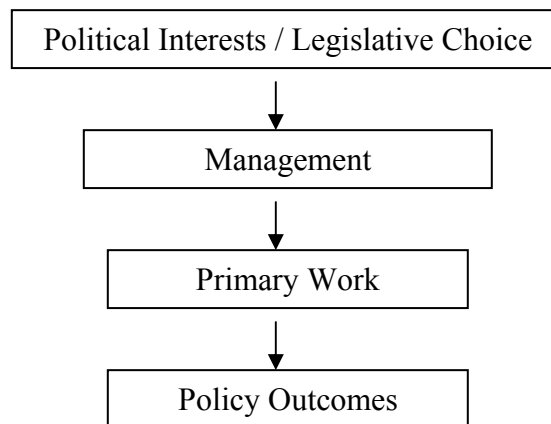 Political Interests / Legislative Choice
Management
Primary Work
Policy Outcomes